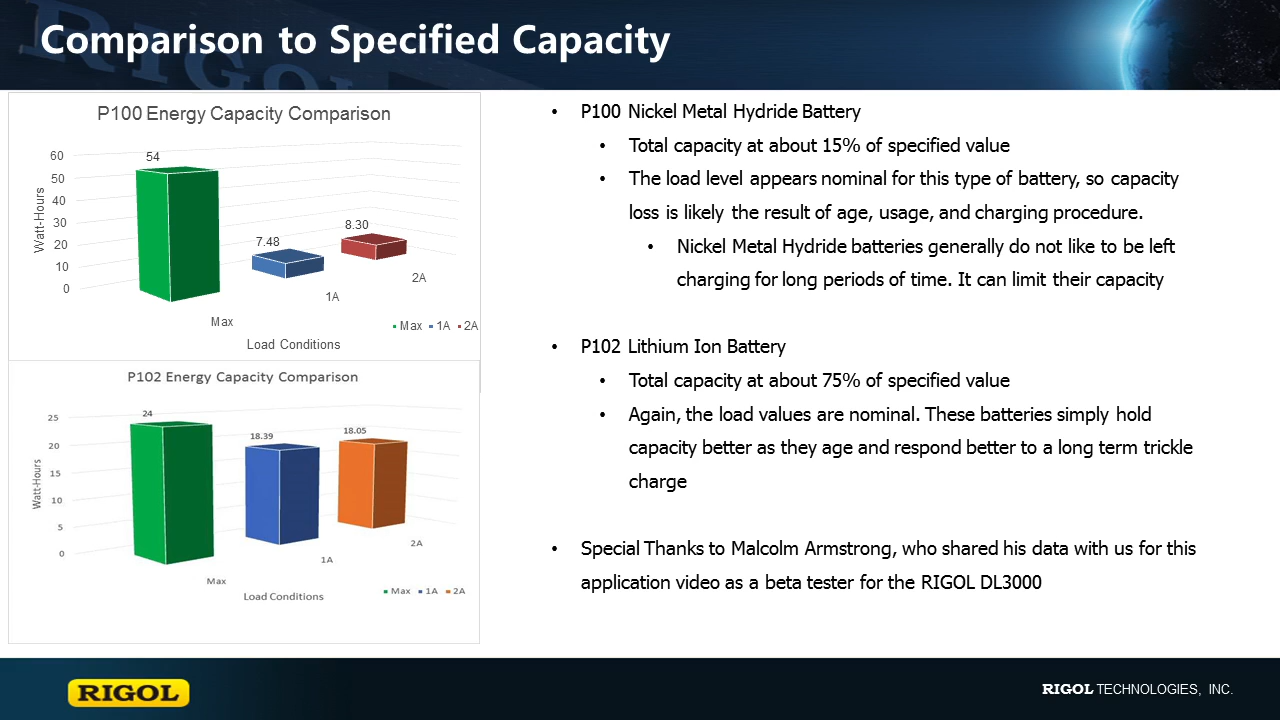 Comparison to Specified Capacity
P100 Energy Capacity Comparison
Watt-Hours
60
50
40
30
20
10
0
54
7.48
8.30
Max
1A
2A
Max 1A 2A
Load Conditions
P102 Energy Capacity Comparison
Watt-Hours
25
20
15
10
5
0
24
18.39
18.05
Max
1A
2A
Max 1A 2A
Load Conditions
• P100 Nickel Metal Hydride Battery
• Total capacity at about 15% of specified value
• The load level appears nominal for this type of battery, so capacity
loss is likely the result of age, usage, and charging procedure.
• Nickel Metal Hydride batteries generally do not like to be left
charging for long periods of time. It can limit their capacity
• P102 Lithium Ion Battery
• Total capacity at about 75% of specified value
• Again, the load values are nominal. These batteries simply hold
capacity better as they age and respond better to a long term trickle
charge
• Special Thanks to Malcolm Armstrong, who shared his data with us for this
application video as a beta tester for the RIGOL DL3000
RIGOL
RIGOL TECHNOLOGIES, INC.